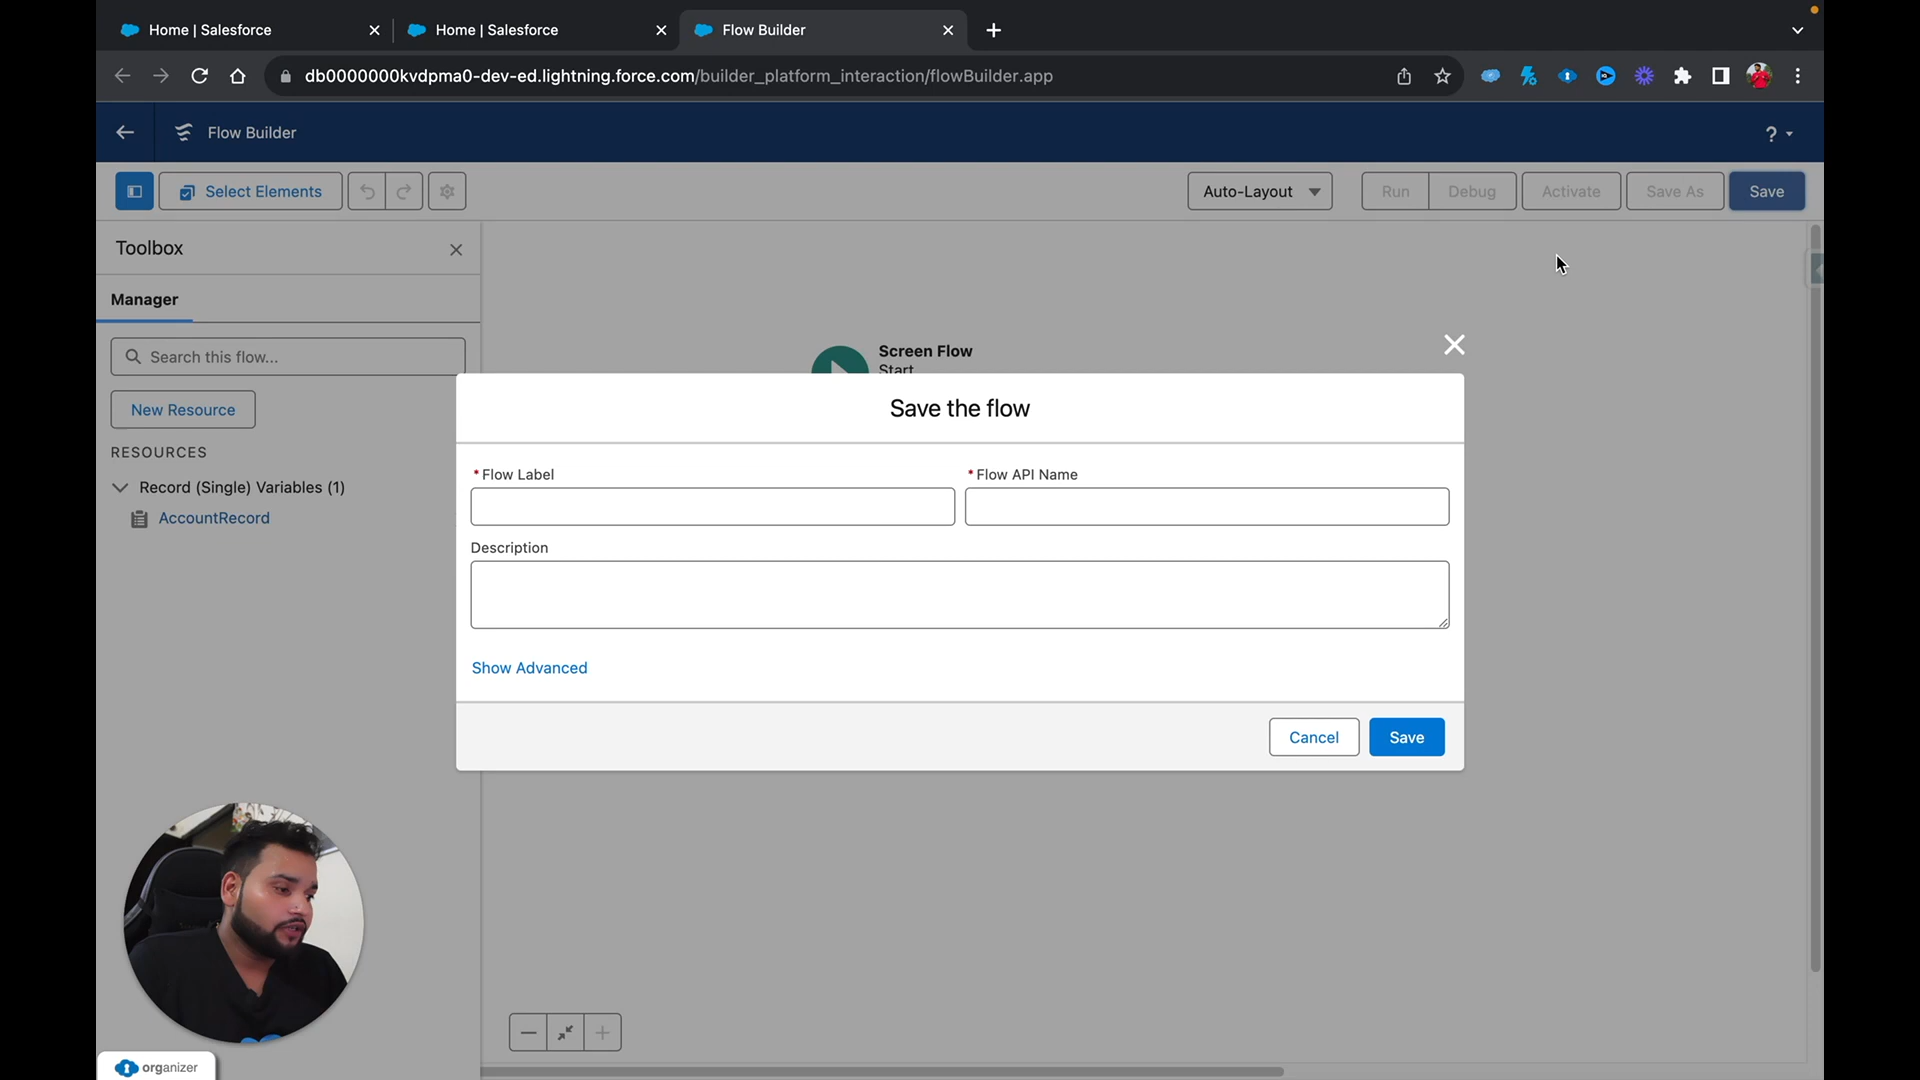 Home | Salesforce
Home | Salesforce
Flow Builder
db0000000kvdpma0-dev-ed.lightning.force.com/builder_platform_interaction/flowBuilder.app
Flow Builder
?
Select Elements
Auto-Layout
Run
Debug
Activate
Save As
Save
Toolbox
Manager
Search this flow...
New Resource
RESOURCES
Record (Single) Variables (1)
AccountRecord
Screen Flow
Start
Save the flow
* Flow Label
* Flow API Name
Description
Show Advanced
Cancel
Save
organizer